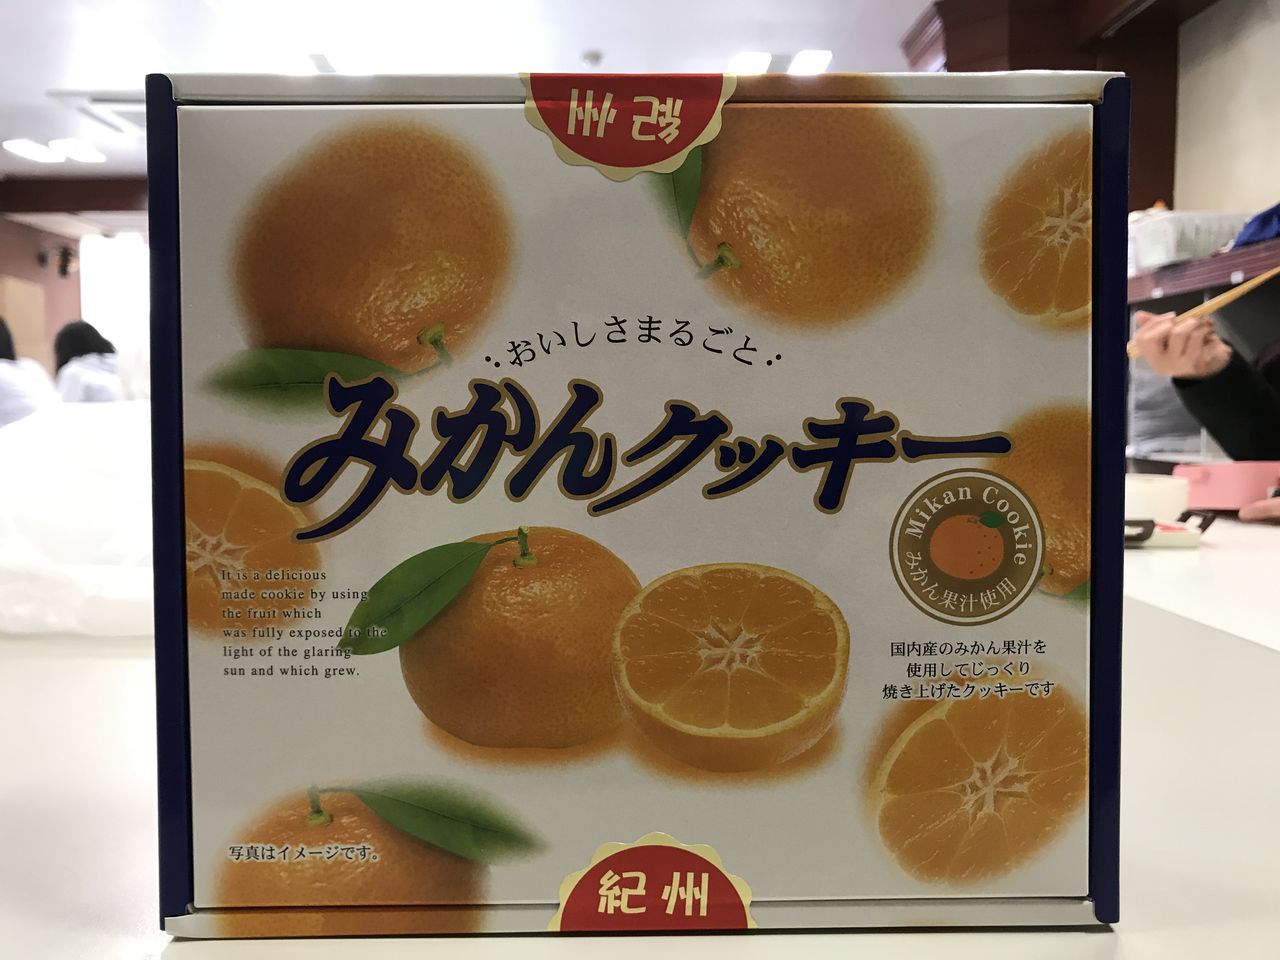 紀州
おいしさまるごと
みかんクッキー
Mikan Cookie
みかん果汁使用
It is a delicious
made cookie by using
the fruit which
was fully exposed to the
light of the glaring
sun and which grew.
国内産のみかん果汁を
使用してじっくり
焼き上げたクッキーです
写真はイメージです。
紀州